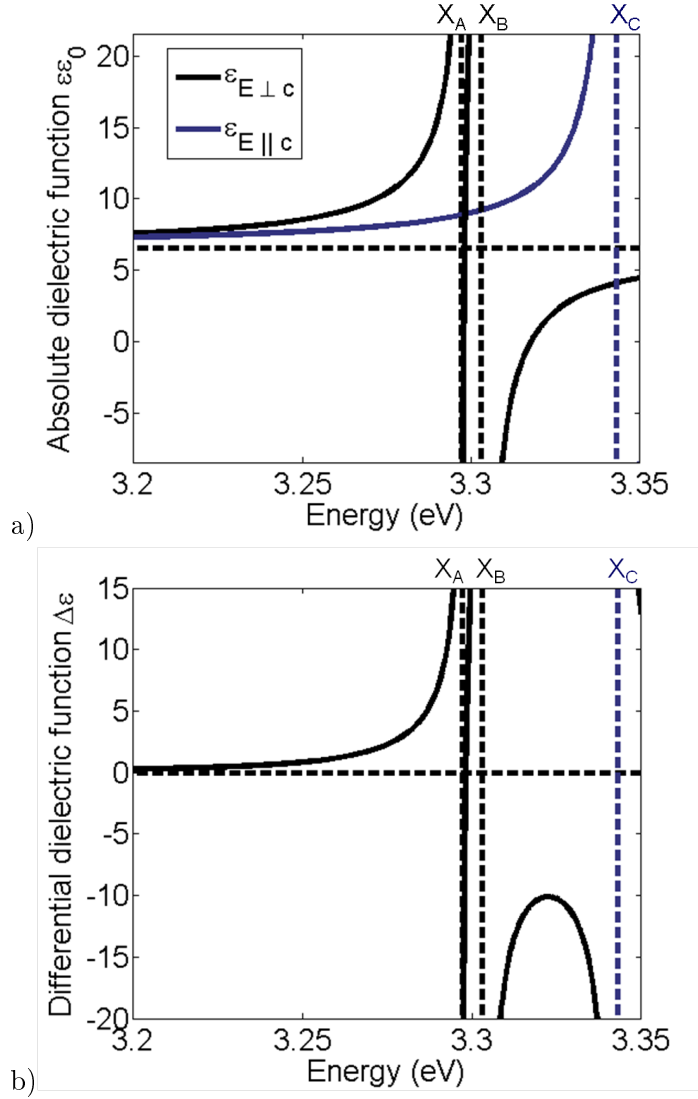 X_A X_B X_C
Absolute dielectric function εε_0
20
15
10
5
0
-5
ε_E ⊥ c
ε_E || c
3.2 3.25 3.3 3.35
Energy (eV)
a)
X_A X_B X_C
Differential dielectric function Δε
15
10
5
0
-5
-10
-15
-20
3.2 3.25 3.3 3.35
Energy (eV)
b)